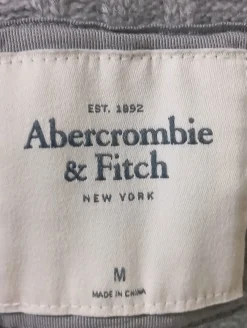 EST. 1892
Abercrombie
& Fitch
NEW YORK
M
MADE IN CHINA